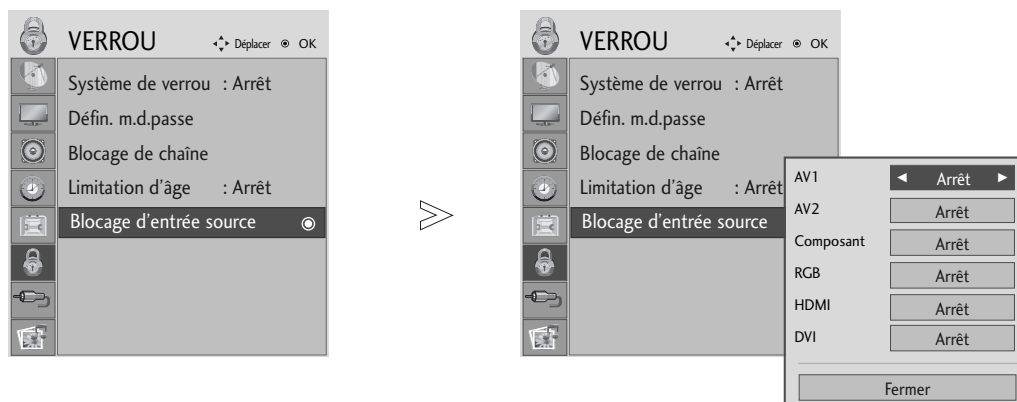 VERROU Déplacer OK
Système de verrou : Arrêt
Défin. m.d.passe
Blocage de chaîne
Limitation d'âge : Arrêt
Blocage d'entrée source
VERROU Déplacer OK
Système de verrou : Arrêt
Défin. m.d.passe
Blocage de chaîne
Limitation d'âge : Arrêt
Blocage d'entrée source
AV1 ◄ Arrêt ►
AV2 Arrêt
Composant Arrêt
RGB Arrêt
HDMI Arrêt
DVI Arrêt
Fermer